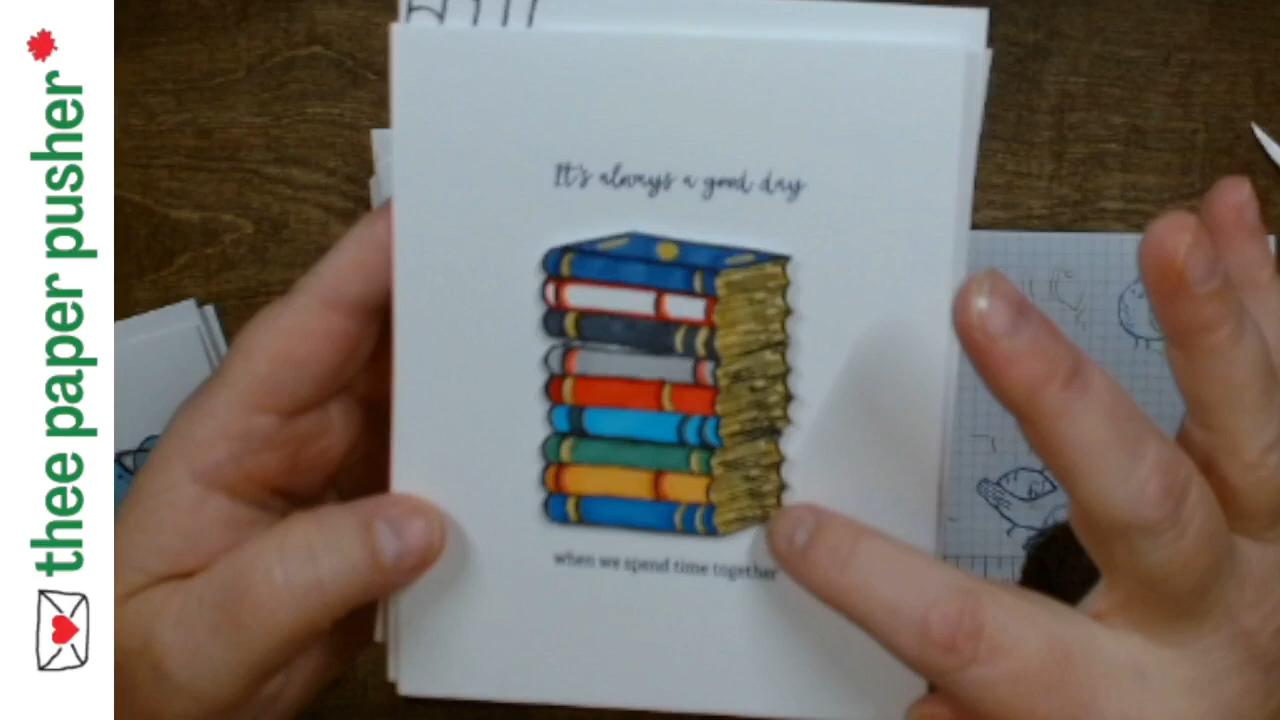 thee paper pusher
It's always a good day
when we spend time together